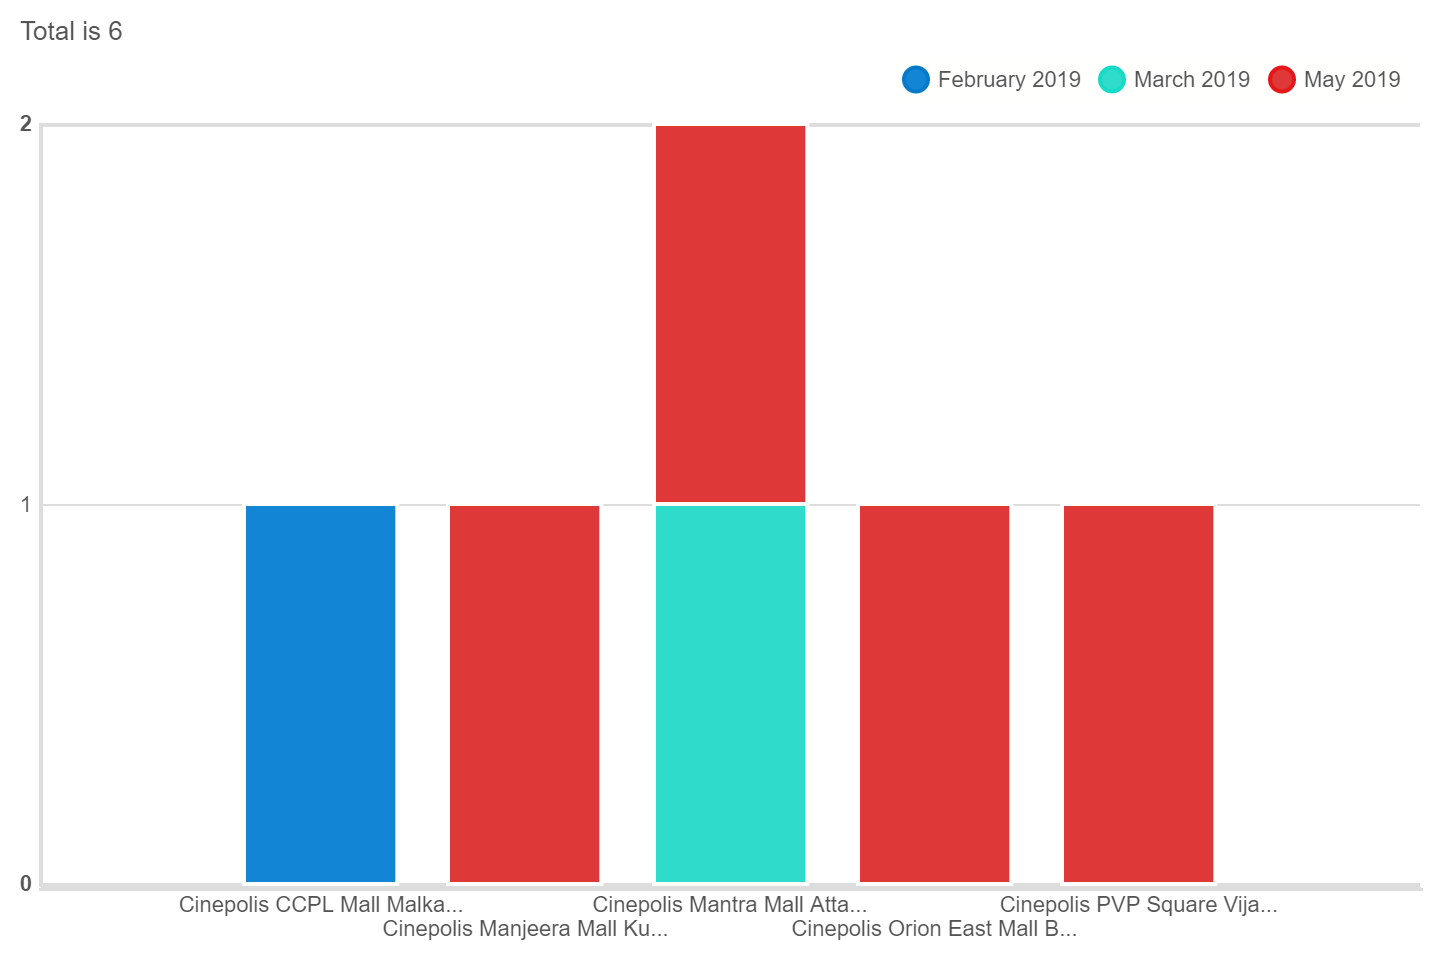 Total is 6
February 2019
March 2019
May 2019
2
1
0
Cinepolis CCPL Mall Malka...
Cinepolis Mantra Mall Atta...
Cinepolis PVP Square Vija...
Cinepolis Manjeera Mall Ku...
Cinepolis Orion East Mall B...